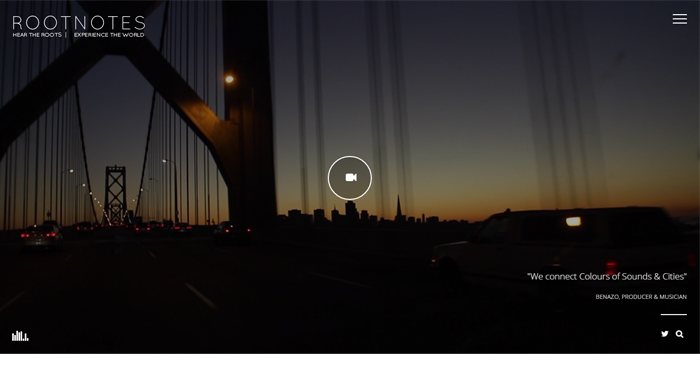 ROOTNOTES
HEAR THE ROOTS | EXPERIENCE THE WORLD
"We connect Colours of Sounds & Cities"
BENAZO, PRODUCER & MUSICIAN